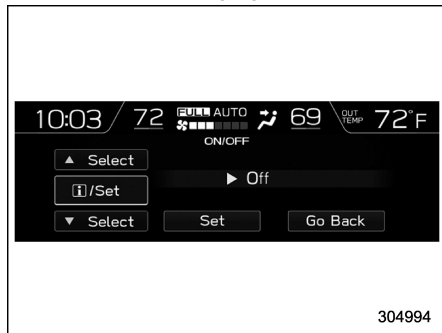 10:03 72 FULL AUTO 69 OUT TEMP 72°F
ON/OFF
▲ Select
i/Set
▶ Off
▼ Select Set Go Back
304994